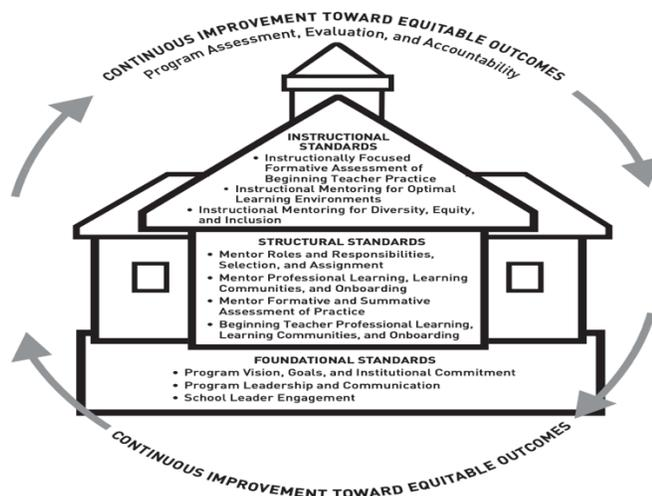 CONTINUOUS IMPROVEMENT TOWARD EQUITABLE OUTCOMES
Program Assessment, Evaluation, and Accountability
INSTRUCTIONAL
STANDARDS
• Instructionally Focused
Formative Assessment of
Beginning Teacher Practice
• Instructional Mentoring for Optimal
Learning Environments
• Instructional Mentoring for Diversity, Equity,
and Inclusion
STRUCTURAL STANDARDS
• Mentor Roles and Responsibilities,
Selection, and Assignment
• Mentor Professional Learning, Learning
Communities, and Onboarding
• Mentor Formative and Summative
Assessment of Practice
• Beginning Teacher Professional Learning,
Learning Communities, and Onboarding
FOUNDATIONAL STANDARDS
• Program Vision, Goals, and Institutional Commitment
• Program Leadership and Communication
• School Leader Engagement
CONTINUOUS IMPROVEMENT TOWARD EQUITABLE OUTCOMES